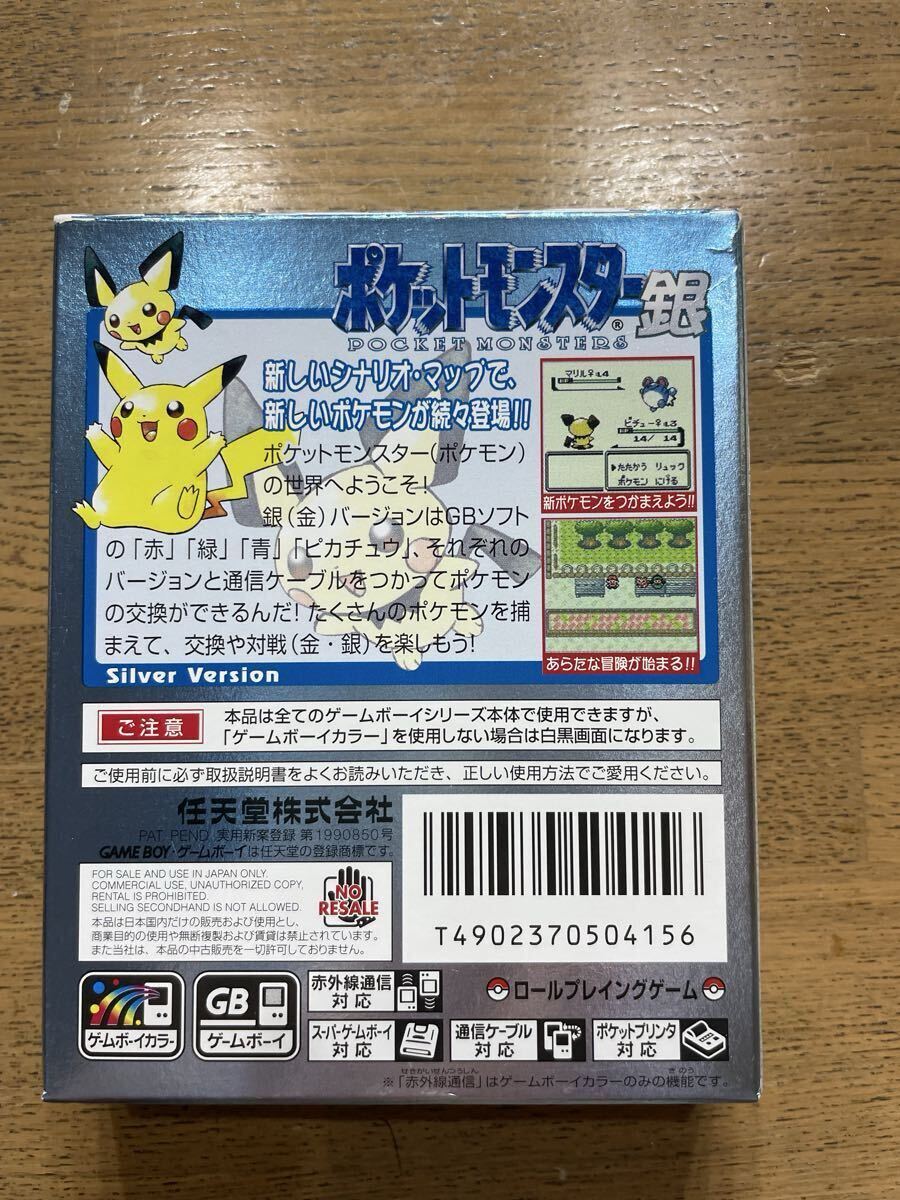 ポケットモンスター銀
POCKET MONSTERS®
新しいシナリオ・マップで、
新しいポケモンが続々登場!!
ポケットモンスター(ポケモン)
の世界へようこそ!
銀(金)バージョンはGBソフト
の「赤」「緑」「青」「ピカチュウ」、それぞれの
バージョンと通信ケーブルをつかってポケモン
の交換ができるんだ! たくさんのポケモンを捕
まえて、交換や対戦(金・銀)を楽しもう!
Silver Version
マリル♀ :L4
ピチュー♀ :L3
14/ 14
▶たたかう リュック
ポケモン にげる
新ポケモンをつかまえよう!!
あらたな冒険が始まる!!
ご注意
本品は全てのゲームボーイシリーズ本体で使用できますが、
「ゲームボーイカラー」を使用しない場合は白黒画面になります。
ご使用前に必ず取扱説明書をよくお読みいただき、正しい使用方法でご愛用ください。
任天堂株式会社
PAT. PEND. 実用新案登録 第1990850号
GAME BOY・ゲームボーイは任天堂の登録商標です。
FOR SALE AND USE IN JAPAN ONLY.
COMMERCIAL USE, UNAUTHORIZED COPY,
RENTAL IS PROHIBITED.
SELLING SECONDHAND IS NOT ALLOWED.
本品は日本国内だけの販売および使用とし、
商業目的の使用や無断複製および賃貸は禁止されています。
また当社は、本品の中古販売を一切許可しておりません。
NO
RESALE
T4902370504156
ゲームボーイカラー
GB
ゲームボーイ
赤外線通信
対応
ロールプレイングゲーム
スーパーゲームボーイ
対応
通信ケーブル
対応
ポケットプリンタ
対応
せきがいせんつうしん きのう
※「赤外線通信」はゲームボーイカラーのみの機能です。